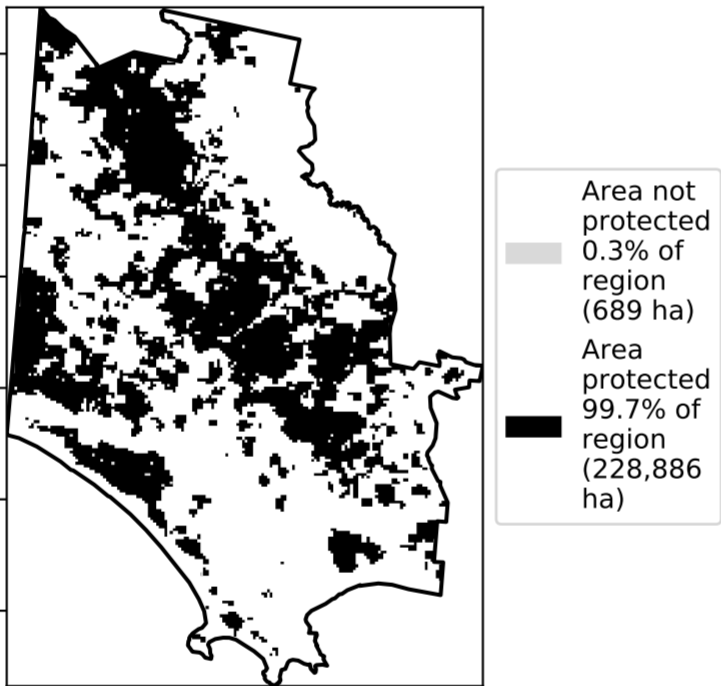 Area not
protected
0.3% of
region
(689 ha)
Area
protected
99.7% of
region
(228,886
ha)